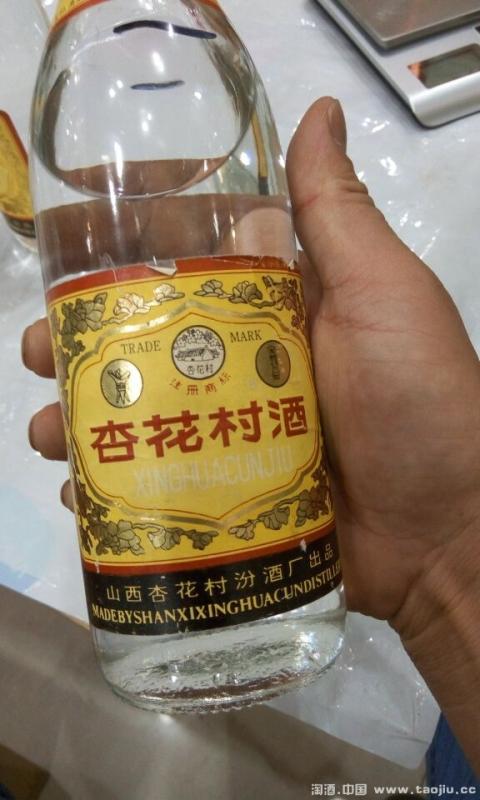 TRADE MARK
杏花村
注册商标
杏花村酒
XINGHUACUNJIU
山西杏花村汾酒厂出品
MADEBYSHANXIXINGHUACUNDISTILLE
淘酒.中国 www.taojiu.cc